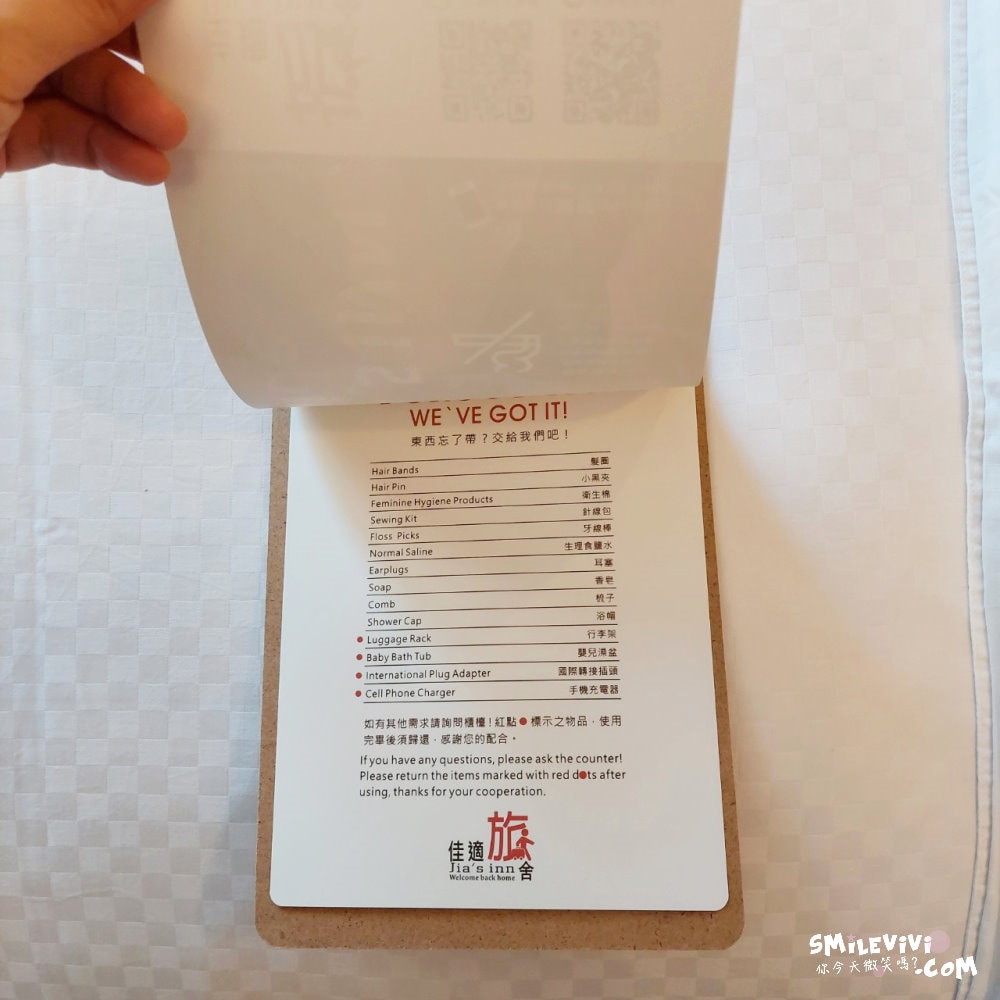 WE`VE GOT IT!
東西忘了帶？交給我們吧！
Hair Bands 髮圈
Hair Pin 小黑夾
Feminine Hygiene Products 衛生棉
Sewing Kit 針線包
Floss Picks 牙線棒
Normal Saline 生理食鹽水
Earplugs 耳塞
Soap 香皂
Comb 梳子
Shower Cap 浴帽
● Luggage Rack 行李架
● Baby Bath Tub 嬰兒澡盆
● International Plug Adapter 國際轉接插頭
● Cell Phone Charger 手機充電器
如有其他需求請詢問櫃檯！紅點 ● 標示之物品，使用
完畢後須歸還，感謝您的配合。
If you have any questions, please ask the counter!
Please return the items marked with red d●ts after
using, thanks for your cooperation.
佳適旅舍
Jia's inn
Welcome back home
SMiLEViVi
你今天微笑嗎?
.COM